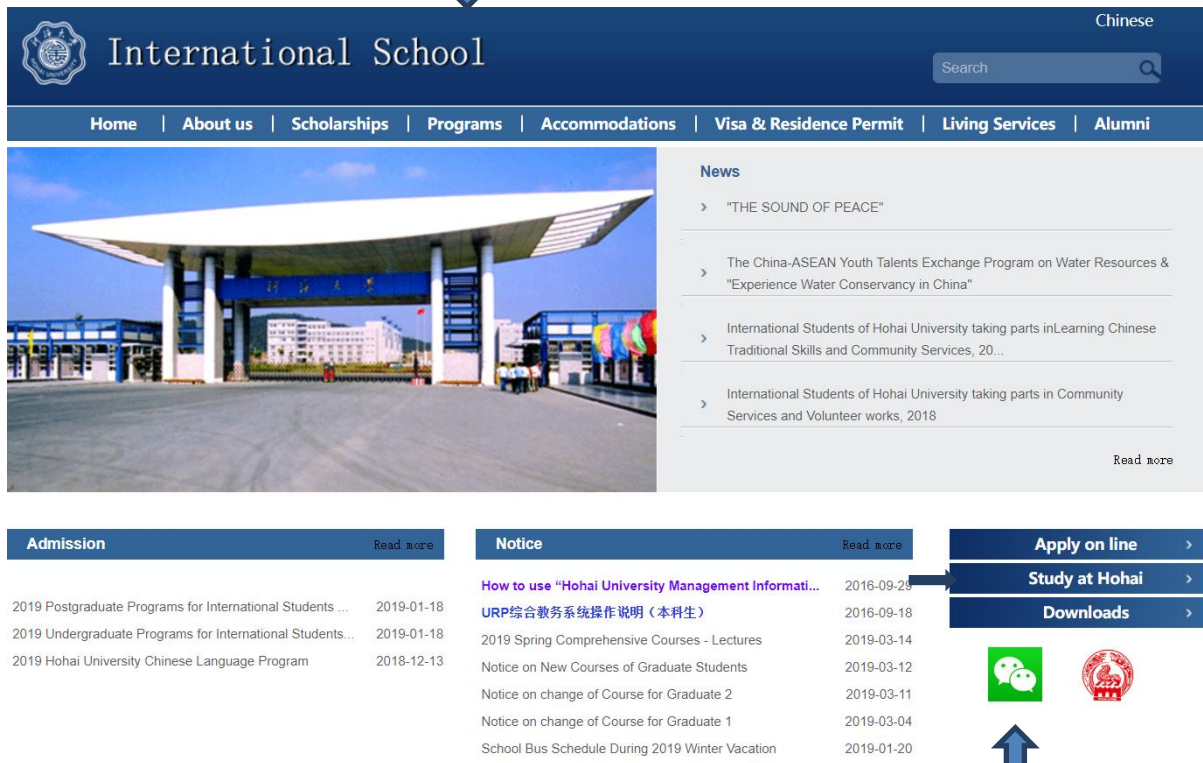 Chinese
International School
Search
Home | About us | Scholarships | Programs | Accommodations | Visa & Residence Permit | Living Services | Alumni
News
"THE SOUND OF PEACE"
The China-ASEAN Youth Talents Exchange Program on Water Resources &
"Experience Water Conservancy in China"
International Students of Hohai University taking parts inLearning Chinese
Traditional Skills and Community Services, 20...
International Students of Hohai University taking parts in Community
Services and Volunteer works, 2018
Read more
河海大學
Admission Read more
2019 Postgraduate Programs for International Students ... 2019-01-18
2019 Undergraduate Programs for International Students... 2019-01-18
2019 Hohai University Chinese Language Program 2018-12-13
Notice Read more
How to use “Hohai University Management Informati... 2016-09-29
URP综合教务系统操作说明（本科生） 2016-09-18
2019 Spring Comprehensive Courses - Lectures 2019-03-14
Notice on New Courses of Graduate Students 2019-03-12
Notice on change of Course for Graduate 2 2019-03-11
Notice on change of Course for Graduate 1 2019-03-04
School Bus Schedule During 2019 Winter Vacation 2019-01-20
Apply on line
Study at Hohai
Downloads